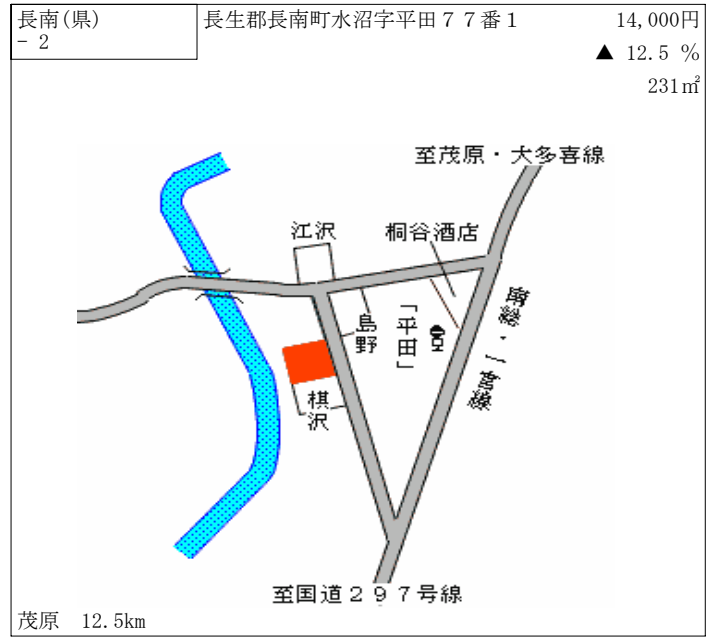 長南(県)
－2
長生郡長南町水沼字平田７７番１
14,000円
▲ 12.5 %
231㎡
至茂原・大多喜線
江沢
桐谷酒店
島野
「平田」
南総・一宮線
棋沢
至国道２９７号線
茂原 12.5km